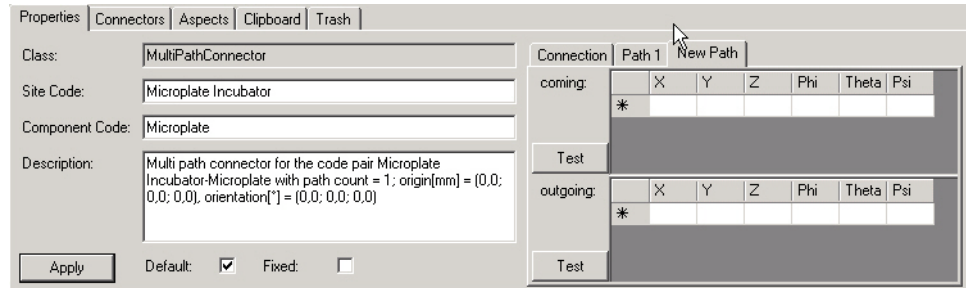 Properties Connectors Aspects Clipboard Trash
Class: MultiPathConnector
Site Code: Microplate Incubator
Component Code: Microplate
Description: Multi path connector for the code pair Microplate
Incubator-Microplate with path count = 1; origin[mm] = (0,0;
0,0; 0,0), orientation[°] = (0,0; 0,0; 0,0)
Apply Default: Fixed:
Connection Path 1 New Path
coming: X Y Z Phi Theta Psi
*
Test
outgoing: X Y Z Phi Theta Psi
*
Test